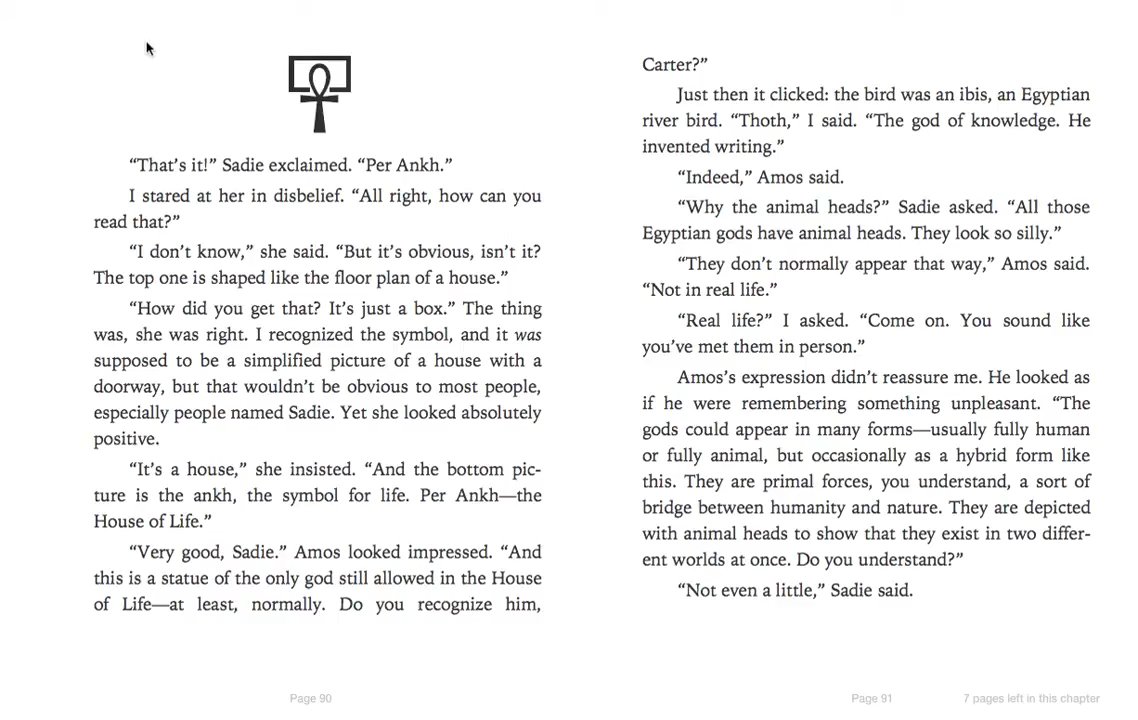 “That’s it!” Sadie exclaimed. “Per Ankh.”
I stared at her in disbelief. “All right, how can you
read that?”
“I don’t know,” she said. “But it’s obvious, isn’t it?
The top one is shaped like the floor plan of a house.”
“How did you get that? It’s just a box.” The thing
was, she was right. I recognized the symbol, and it was
supposed to be a simplified picture of a house with a
doorway, but that wouldn’t be obvious to most people,
especially people named Sadie. Yet she looked absolutely
positive.
“It’s a house,” she insisted. “And the bottom pic-
ture is the ankh, the symbol for life. Per Ankh—the
House of Life.”
“Very good, Sadie.” Amos looked impressed. “And
this is a statue of the only god still allowed in the House
of Life—at least, normally. Do you recognize him,
Page 90
Carter?”
Just then it clicked: the bird was an ibis, an Egyptian
river bird. “Thoth,” I said. “The god of knowledge. He
invented writing.”
“Indeed,” Amos said.
“Why the animal heads?” Sadie asked. “All those
Egyptian gods have animal heads. They look so silly.”
“They don’t normally appear that way,” Amos said.
“Not in real life.”
“Real life?” I asked. “Come on. You sound like
you’ve met them in person.”
Amos’s expression didn’t reassure me. He looked as
if he were remembering something unpleasant. “The
gods could appear in many forms—usually fully human
or fully animal, but occasionally as a hybrid form like
this. They are primal forces, you understand, a sort of
bridge between humanity and nature. They are depicted
with animal heads to show that they exist in two differ-
ent worlds at once. Do you understand?”
“Not even a little,” Sadie said.
Page 91
7 pages left in this chapter